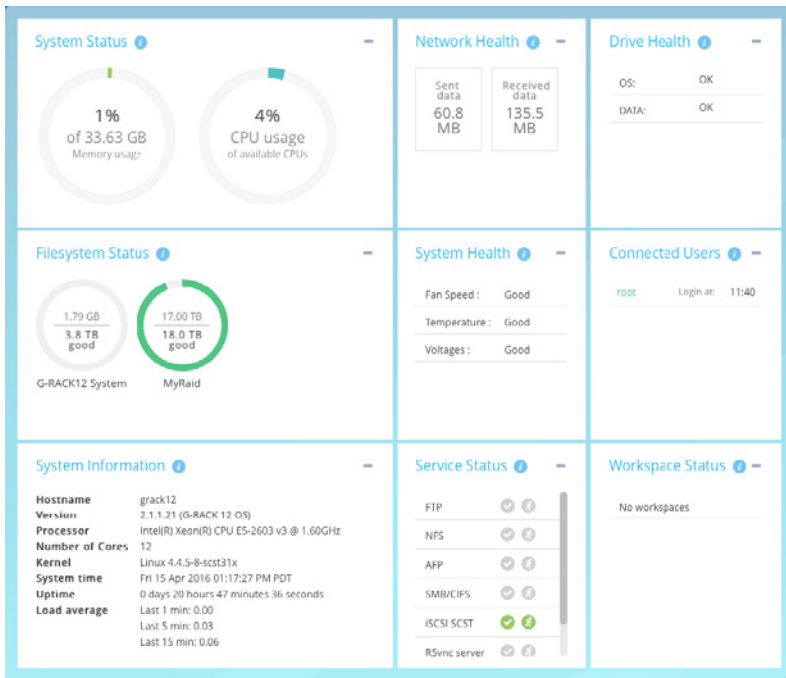 System Status
1%
of 33.63 GB
Memory usage
4%
CPU usage
of available CPUs
Network Health
Sent
data
60.8
MB
Received
data
135.5
MB
Drive Health
OS: OK
DATA: OK
Filesystem Status
1.79 GB
3.8 TB
good
G-RACK12 System
17.00 TB
18.0 TB
good
MyRaid
System Health
Fan Speed : Good
Temperature : Good
Voltages : Good
Connected Users
root Login at: 11:40
System Information
Hostname grack12
Version 2.1.1.21 (G-RACK 12 OS)
Processor Intel(R) Xeon(R) CPU E5-2603 v3 @ 1.60GHz
Number of Cores 12
Kernel Linux 4.4.5-8-scst31x
System time Fri 15 Apr 2016 01:17:27 PM PDT
Uptime 0 days 20 hours 47 minutes 36 seconds
Load average Last 1 min: 0.00
Last 5 min: 0.03
Last 15 min: 0.06
Service Status
FTP
NFS
AFP
SMB/CIFS
iSCSI SCST
RSync server
Workspace Status
No workspaces